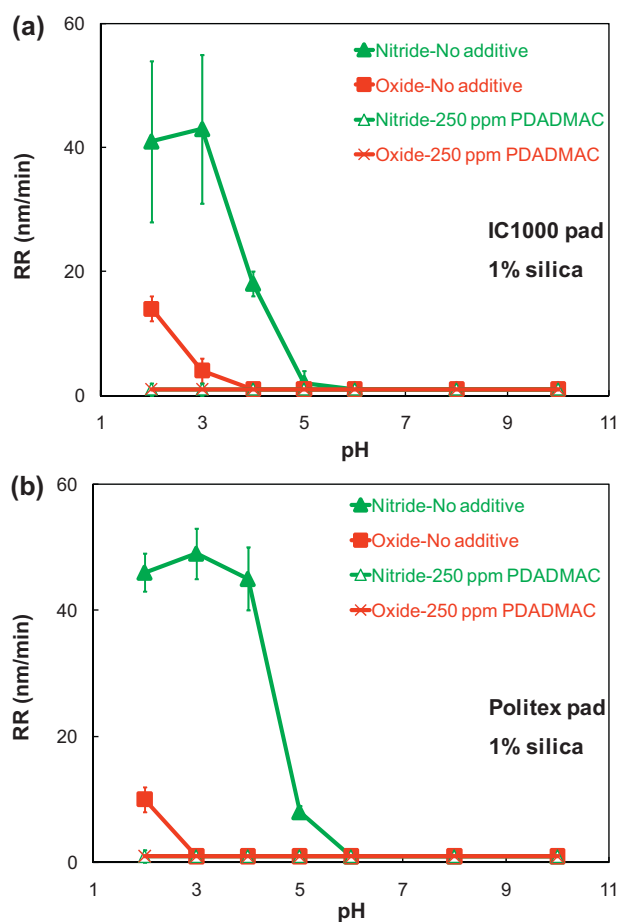 (a)
60
40
20
0
RR (nm/min)
Nitride-No additive
Oxide-No additive
Nitride-250 ppm PDADMAC
Oxide-250 ppm PDADMAC
IC1000 pad
1% silica
1 3 5 7 9 11
pH
(b)
60
40
20
0
RR (nm/min)
Nitride-No additive
Oxide-No additive
Nitride-250 ppm PDADMAC
Oxide-250 ppm PDADMAC
Politex pad
1% silica
1 3 5 7 9 11
pH